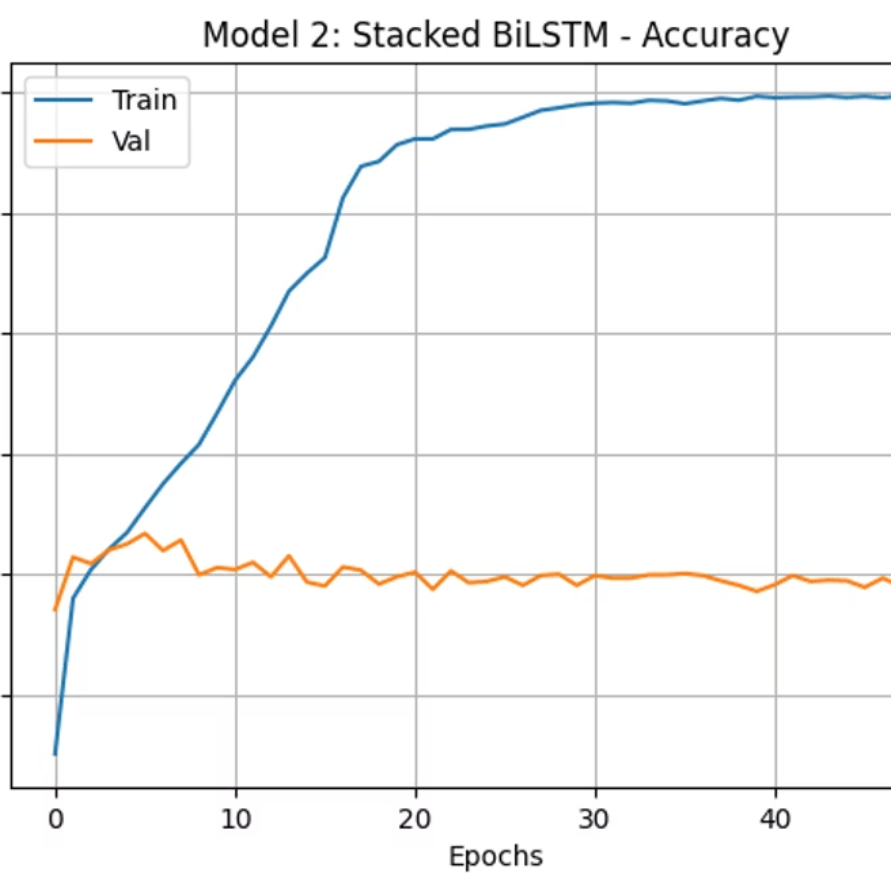 Model 2: Stacked BiLSTM - Accuracy
Train
Val
0 10 20 30 40
Epochs